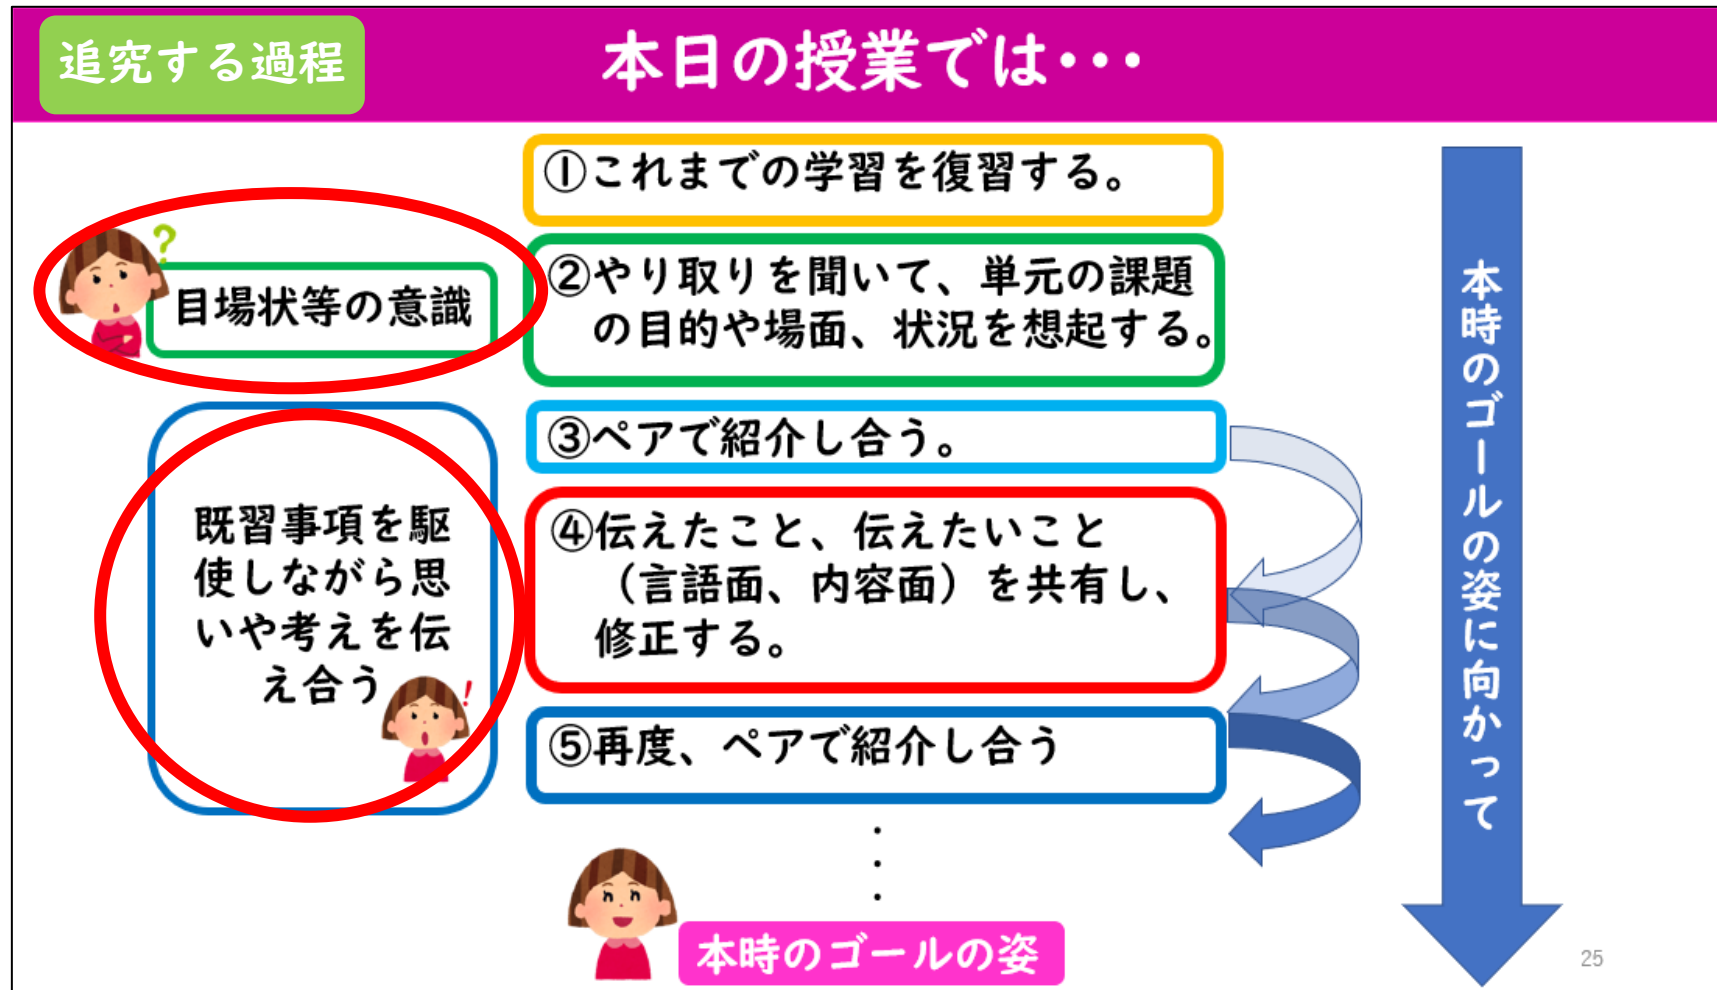 追究する過程
本日の授業では・・・
①これまでの学習を復習する。
?
目場状等の意識
②やり取りを聞いて、単元の課題
の目的や場面、状況を想起する。
③ペアで紹介し合う。
既習事項を駆
使しながら思
いや考えを伝
え合う
!
④伝えたこと、伝えたいこと
（言語面、内容面）を共有し、
修正する。
⑤再度、ペアで紹介し合う
・
・
・
本時のゴールの姿
本時のゴールの姿に向かって
25